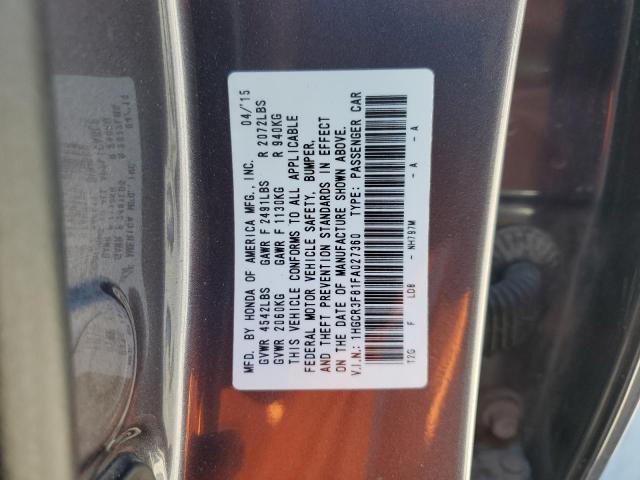 MFD. BY HONDA OF AMERICA MFG., INC. 04/'15
GVWR 4542LBS GAWR F 2491LBS R 2072LBS
GVWR 2060KG GAWR F 1130KG R 940KG
THIS VEHICLE CONFORMS TO ALL APPLICABLE
FEDERAL MOTOR VEHICLE SAFETY, BUMPER,
AND THEFT PREVENTION STANDARDS IN EFFECT
ON THE DATE OF MANUFACTURE SHOWN ABOVE.
V.I.N.: 1HGCR3F81FA027360 TYPE: PASSENGER CAR
T2G F LDB - NH797M - A - A